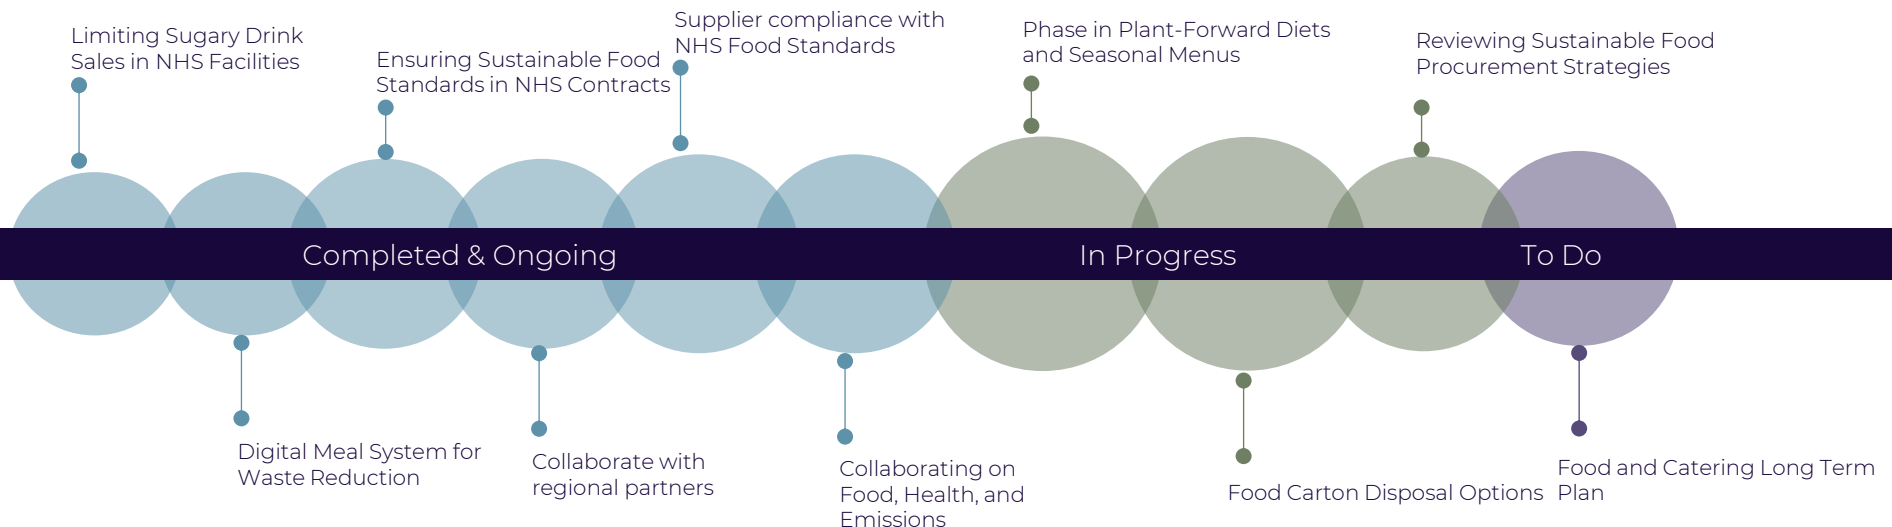 Limiting Sugary Drink
Sales in NHS Facilities
Ensuring Sustainable Food
Standards in NHS Contracts
Supplier compliance with
NHS Food Standards
Phase in Plant-Forward Diets
and Seasonal Menus
Reviewing Sustainable Food
Procurement Strategies
Completed & Ongoing
In Progress
To Do
Digital Meal System for
Waste Reduction
Collaborate with
regional partners
Collaborating on
Food, Health, and
Emissions
Food Carton Disposal Options
Food and Catering Long Term
Plan